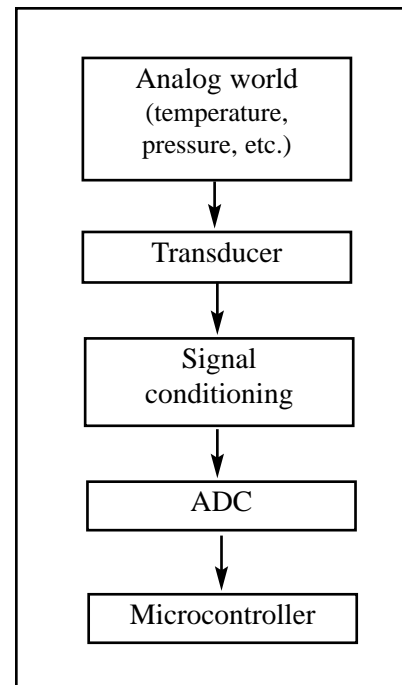 Analog world
(temperature,
pressure, etc.)
Transducer
Signal
conditioning
ADC
Microcontroller